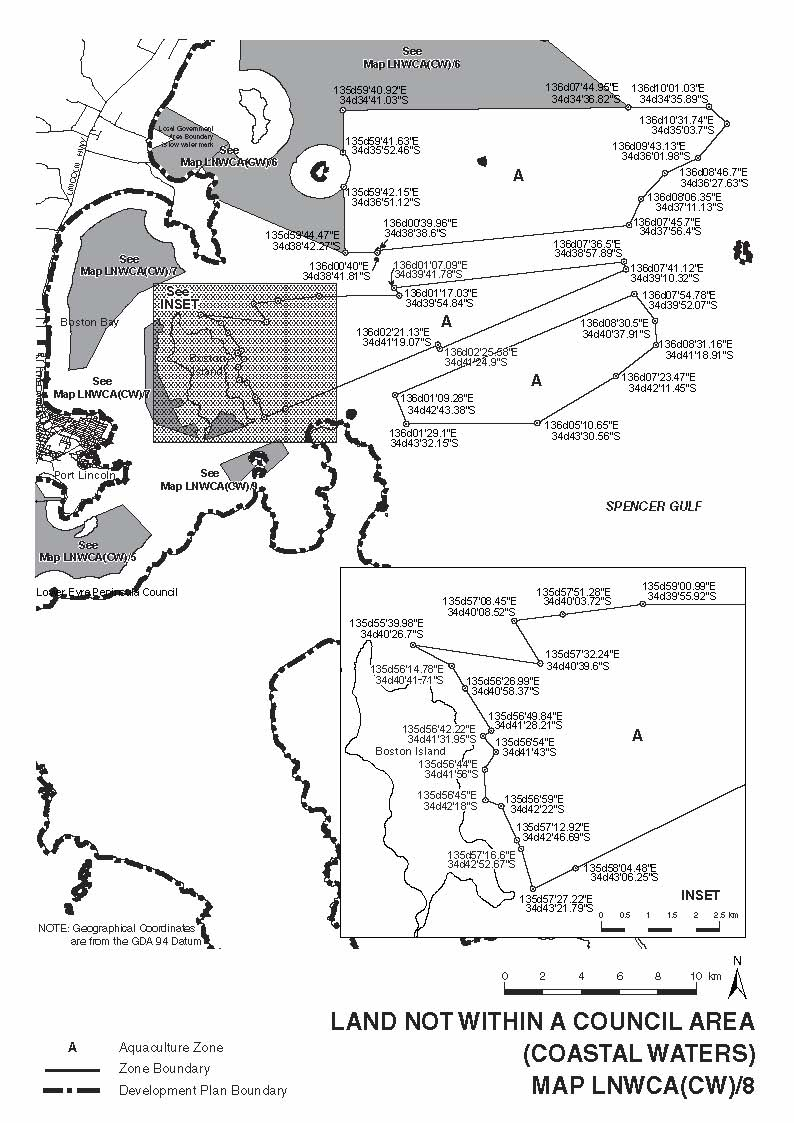 See
Map LNWCA(CW)/6
135d59'40.92"E
34d34'41.03"S
136d07'44.95"E
34d34'36.82"S
136d10'01.03"E
34d34'35.89"S
136d10'31.74"E
34d35'03.7"S
Local Government
Area Boundary
is low water mark
See
Map LNWCA(CW)/6
135d59'41.63"E
34d35'52.46"S
136d09'43.13"E
34d36'01.98"S
136d08'46.7"E
34d36'27.63"S
A
135d59'42.15"E
34d36'51.12"S
136d08'06.35"E
34d37'11.13"S
136d07'45.7"E
34d37'56.4"S
135d59'44.47"E
34d38'42.27"S
136d00'39.96"E
34d38'38.6"S
136d00'40"E
34d38'41.81"S
136d07'36.5"E
34d38'57.89"S
136d07'41.12"E
34d39'10.32"S
136d01'07.09"E
34d39'41.78"S
136d01'17.03"E
34d39'54.84"S
136d07'54.78"E
34d39'52.07"S
See
Map LNWCA(CW)/7
See
INSET
Boston Bay
Boston
Island
A
136d02'21.13"E
34d41'19.07"S
136d02'25.58"E
34d41'24.9"S
136d08'30.5"E
34d40'37.91"S
136d08'31.16"E
34d41'18.91"S
See
Map LNWCA(CW)/7
A
136d07'23.47"E
34d42'11.45"S
136d01'09.28"E
34d42'43.38"S
136d01'29.1"E
34d43'32.15"S
136d05'10.65"E
34d43'30.56"S
Port Lincoln
See
Map LNWCA(CW)/9
SPENCER GULF
See
Map LNWCA(CW)/5
Lower Eyre Peninsula Council
135d57'08.45"E
34d40'08.52"S
135d57'51.28"E
34d40'03.72"S
135d59'00.99"E
34d39'55.92"S
135d55'39.98"E
34d40'26.7"S
135d57'32.24"E
34d40'39.6"S
135d56'14.78"E
34d40'41.71"S
135d56'26.99"E
34d40'58.37"S
135d56'49.84"E
34d41'28.21"S
135d56'42.22"E
34d41'31.95"S
A
Boston Island
135d56'54"E
34d41'43"S
135d56'44"E
34d41'56"S
135d56'45"E
34d42'18"S
135d56'59"E
34d42'22"S
135d57'12.92"E
34d42'46.69"S
135d57'16.6"E
34d42'52.67"S
135d58'04.48"E
34d43'06.25"S
135d57'27.22"E
34d43'21.79"S
INSET
0 0.5 1 1.5 2 2.5 km
NOTE: Geographical Coordinates
are from the GDA 94 Datum
0 2 4 6 8 10 km
N
LAND NOT WITHIN A COUNCIL AREA
(COASTAL WATERS)
MAP LNWCA(CW)/8
A Aquaculture Zone
Zone Boundary
Development Plan Boundary